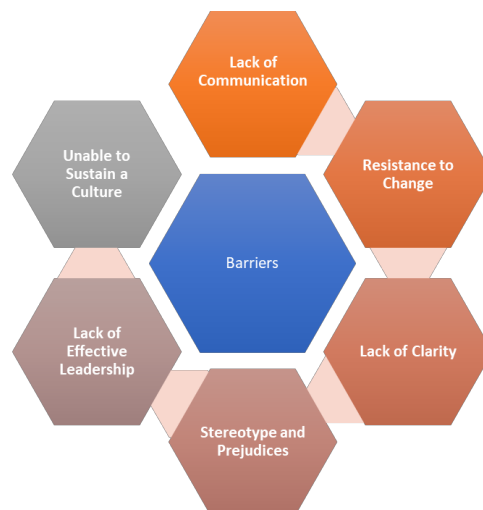 Lack of
Communication
Resistance to
Change
Lack of Clarity
Stereotype and
Prejudices
Lack of
Effective
Leadership
Unable to
Sustain a
Culture
Barriers